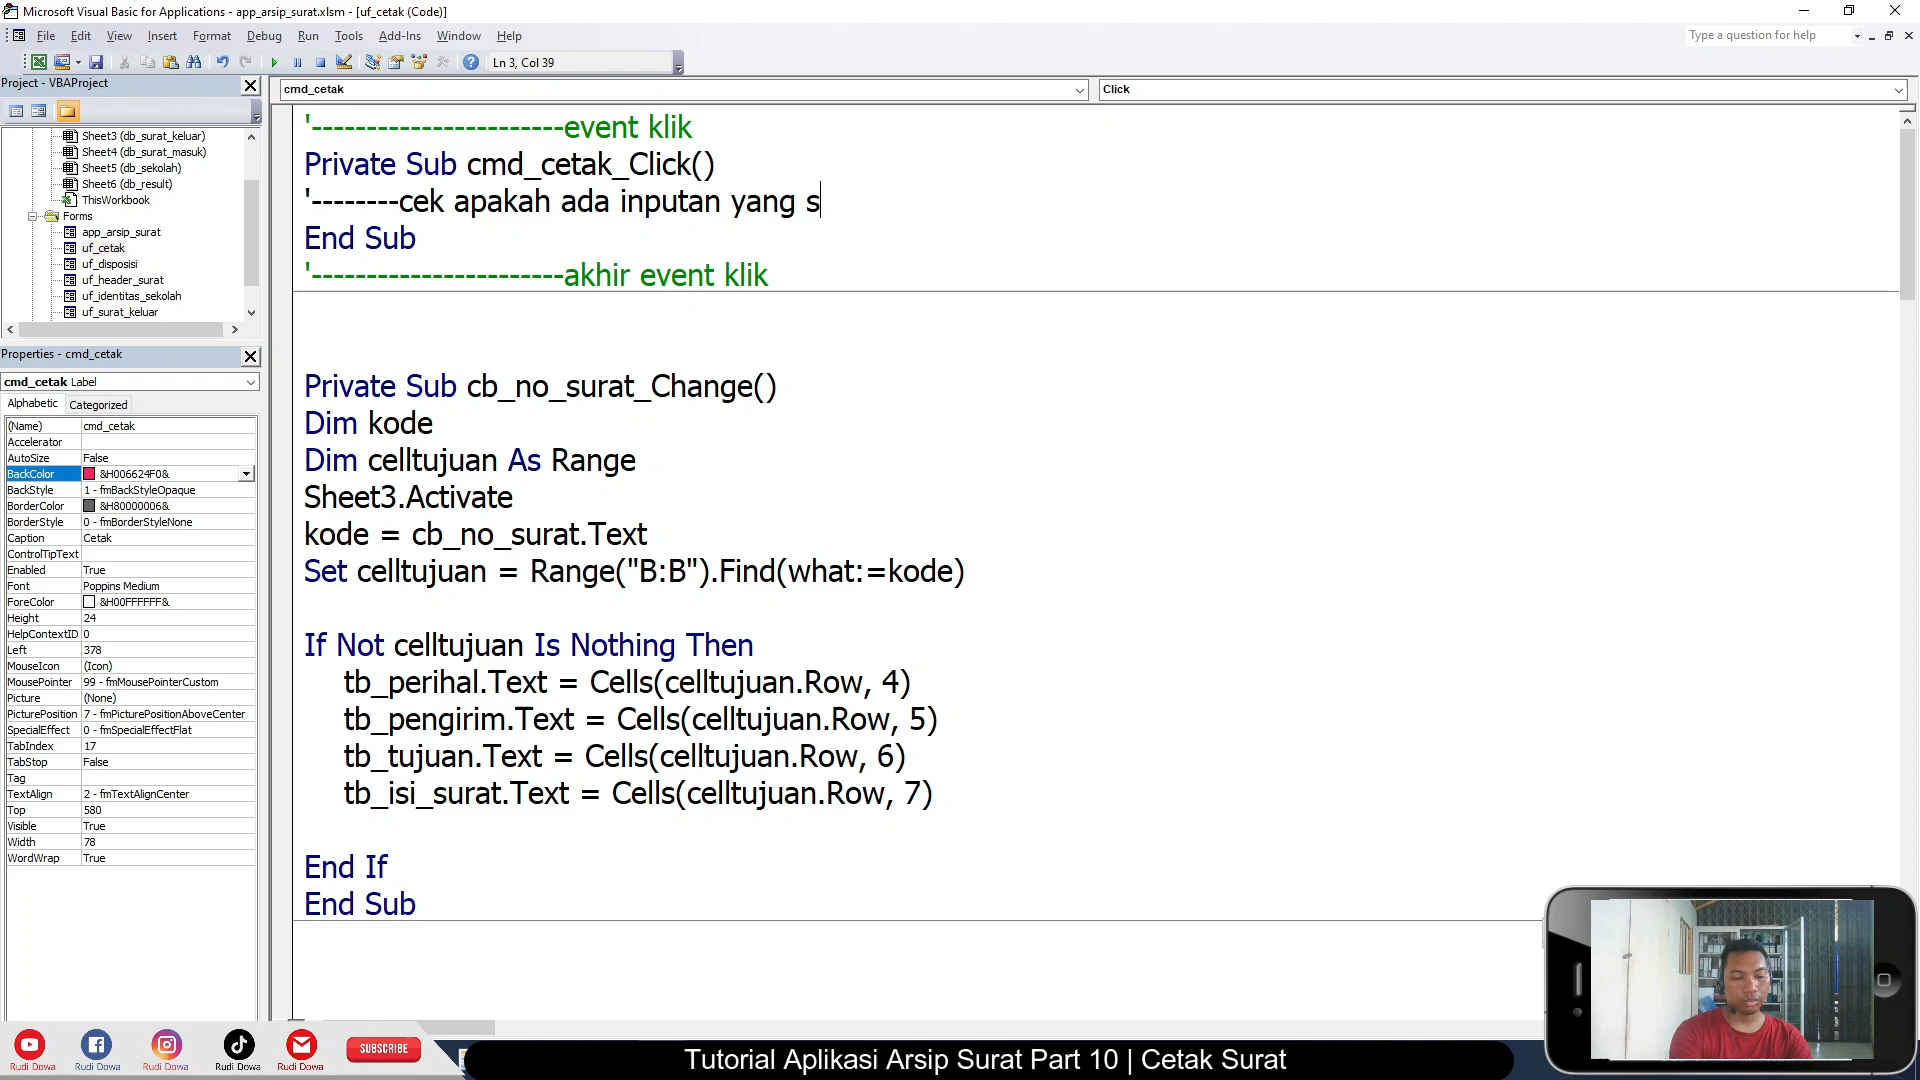 Microsoft Visual Basic for Applications - app_arsip_surat.xlsm - [uf_cetak (Code)]
File Edit View Insert Format Debug Run Tools Add-Ins Window Help
Type a question for help
Ln 3, Col 39
Project - VBAProject
Sheet3 (db_surat_keluar)
Sheet4 (db_surat_masuk)
Sheet5 (db_sekolah)
Sheet6 (db_result)
ThisWorkbook
Forms
app_arsip_surat
uf_cetak
uf_disposisi
uf_header_surat
uf_identitas_sekolah
uf_surat_keluar
Properties - cmd_cetak
cmd_cetak Label
Alphabetic Categorized
(Name) cmd_cetak
Accelerator
AutoSize False
BackColor &H006624F0&
BackStyle 1 - fmBackStyleOpaque
BorderColor &H80000006&
BorderStyle 0 - fmBorderStyleNone
Caption Cetak
ControlTipText
Enabled True
Font Poppins Medium
ForeColor &H00FFFFFF&
Height 24
HelpContextID 0
Left 378
MouseIcon (Icon)
MousePointer 99 - fmMousePointerCustom
Picture (None)
PicturePosition 7 - fmPicturePositionAboveCenter
SpecialEffect 0 - fmSpecialEffectFlat
TabIndex 17
TabStop False
Tag
TextAlign 2 - fmTextAlignCenter
Top 580
Visible True
Width 78
WordWrap True
cmd_cetak Click
'-----------------------event klik
Private Sub cmd_cetak_Click()
'--------cek apakah ada inputan yang s
End Sub
'-----------------------akhir event klik
Private Sub cb_no_surat_Change()
Dim kode
Dim celltujuan As Range
Sheet3.Activate
kode = cb_no_surat.Text
Set celltujuan = Range("B:B").Find(what:=kode)
If Not celltujuan Is Nothing Then
tb_perihal.Text = Cells(celltujuan.Row, 4)
tb_pengirim.Text = Cells(celltujuan.Row, 5)
tb_tujuan.Text = Cells(celltujuan.Row, 6)
tb_isi_surat.Text = Cells(celltujuan.Row, 7)
End If
End Sub
Rudi Dowa Rudi Dowa Rudi Dowa Rudi Dowa Rudi Dowa
SUBSCRIBE
Tutorial Aplikasi Arsip Surat Part 10 | Cetak Surat